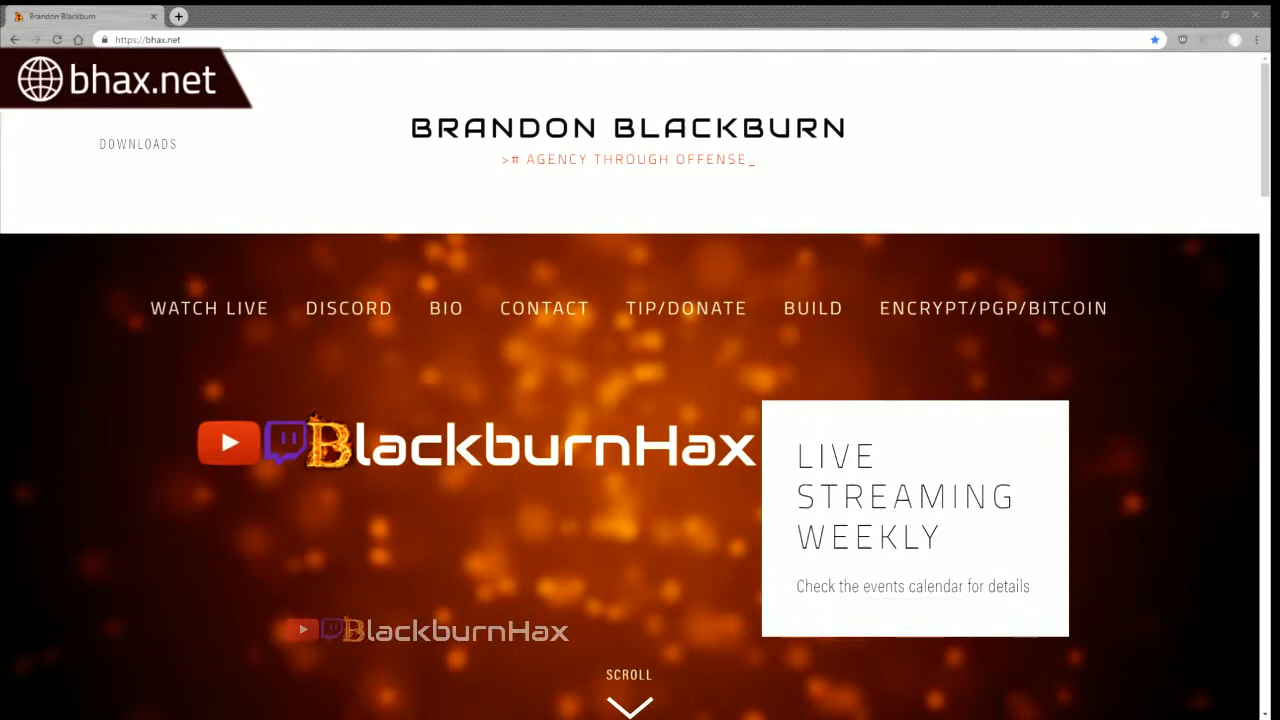 Brandon Blackburn
https://bhax.net
bhax.net
DOWNLOADS
BRANDON BLACKBURN
># AGENCY THROUGH OFFENSE_
WATCH LIVE DISCORD BIO CONTACT TIP/DONATE BUILD ENCRYPT/PGP/BITCOIN
BlackburnHax
LIVE
STREAMING
WEEKLY
Check the events calendar for details
BlackburnHax
SCROLL